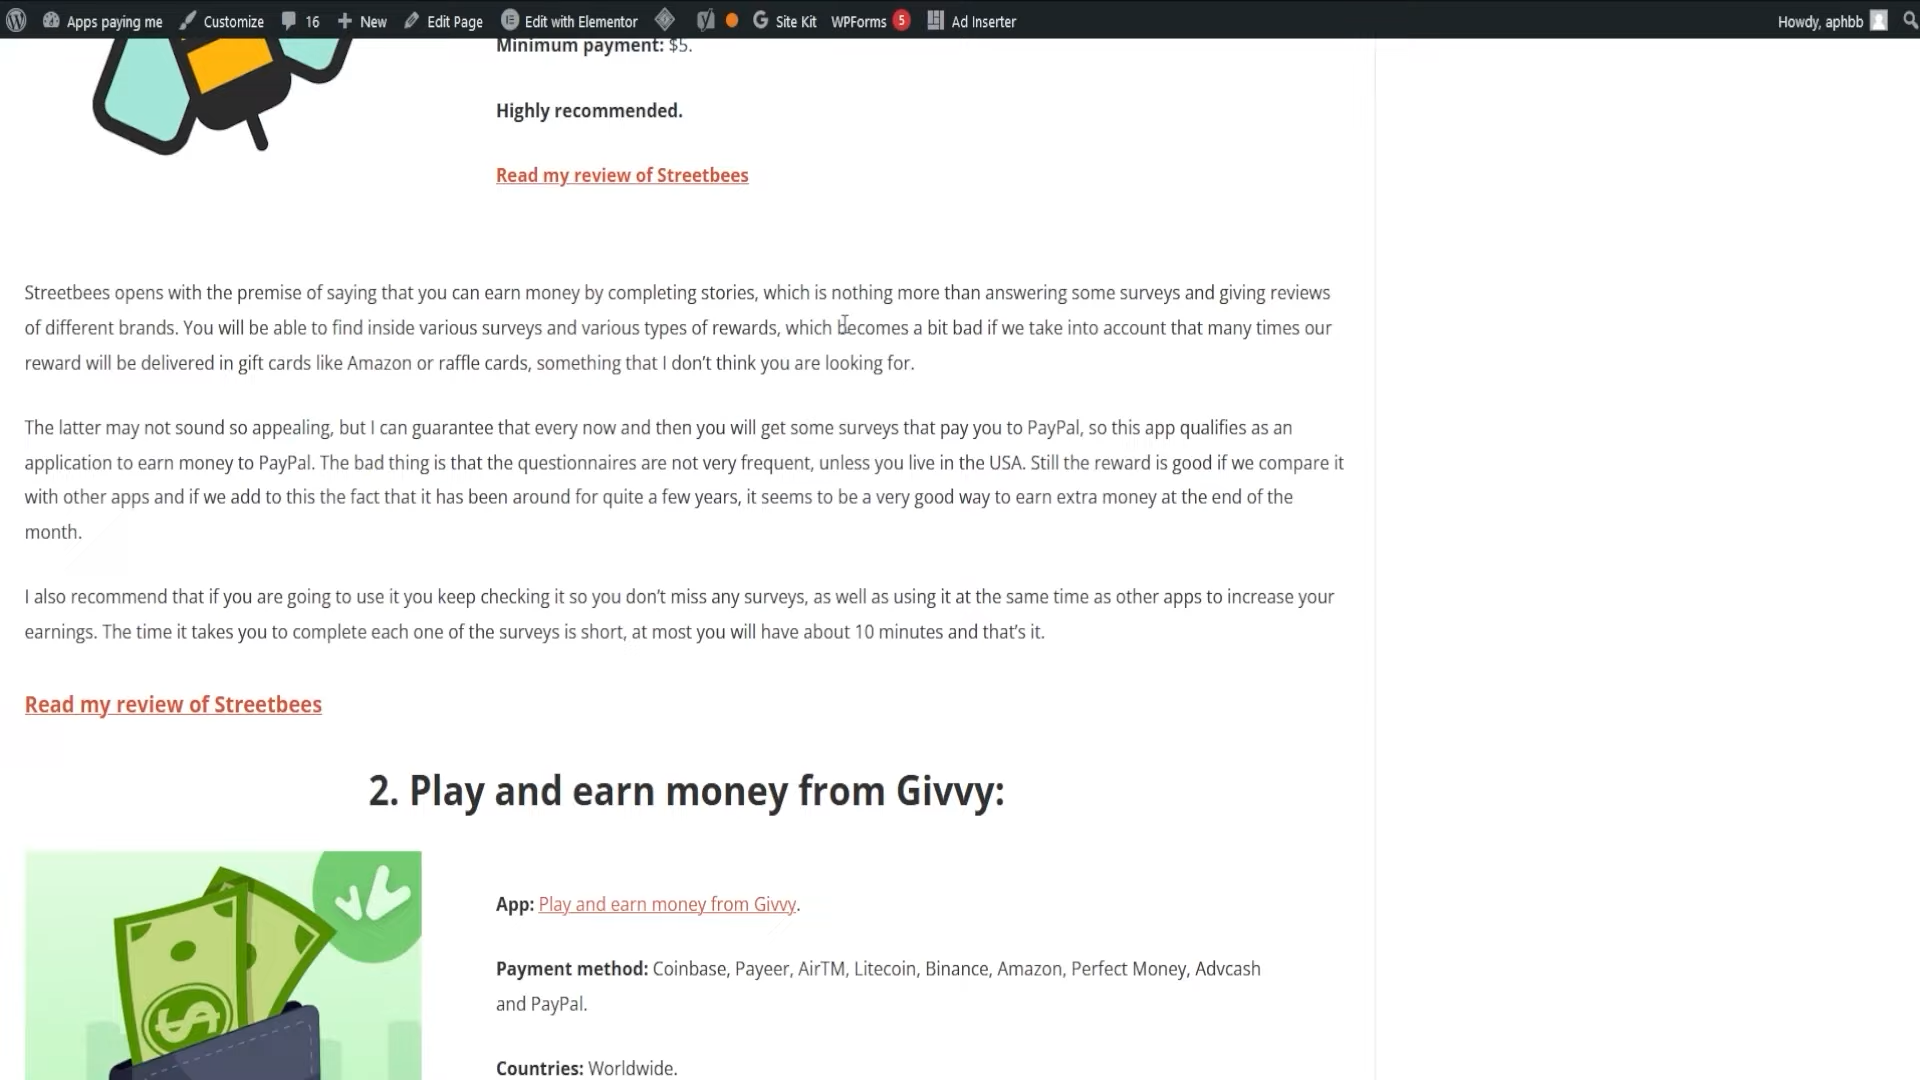 Apps paying me Customize 16 New Edit Page Edit with Elementor Site Kit WPForms 5 Ad Inserter Howdy, aphbb
Minimum payment: $5.
Highly recommended.
Read my review of Streetbees
Streetbees opens with the premise of saying that you can earn money by completing stories, which is nothing more than answering some surveys and giving reviews
of different brands. You will be able to find inside various surveys and various types of rewards, which becomes a bit bad if we take into account that many times our
reward will be delivered in gift cards like Amazon or raffle cards, something that I don’t think you are looking for.
The latter may not sound so appealing, but I can guarantee that every now and then you will get some surveys that pay you to PayPal, so this app qualifies as an
application to earn money to PayPal. The bad thing is that the questionnaires are not very frequent, unless you live in the USA. Still the reward is good if we compare it
with other apps and if we add to this the fact that it has been around for quite a few years, it seems to be a very good way to earn extra money at the end of the
month.
I also recommend that if you are going to use it you keep checking it so you don’t miss any surveys, as well as using it at the same time as other apps to increase your
earnings. The time it takes you to complete each one of the surveys is short, at most you will have about 10 minutes and that’s it.
Read my review of Streetbees
2. Play and earn money from Givvy:
App: Play and earn money from Givvy.
Payment method: Coinbase, Payeer, AirTM, Litecoin, Binance, Amazon, Perfect Money, Advcash
and PayPal.
Countries: Worldwide.